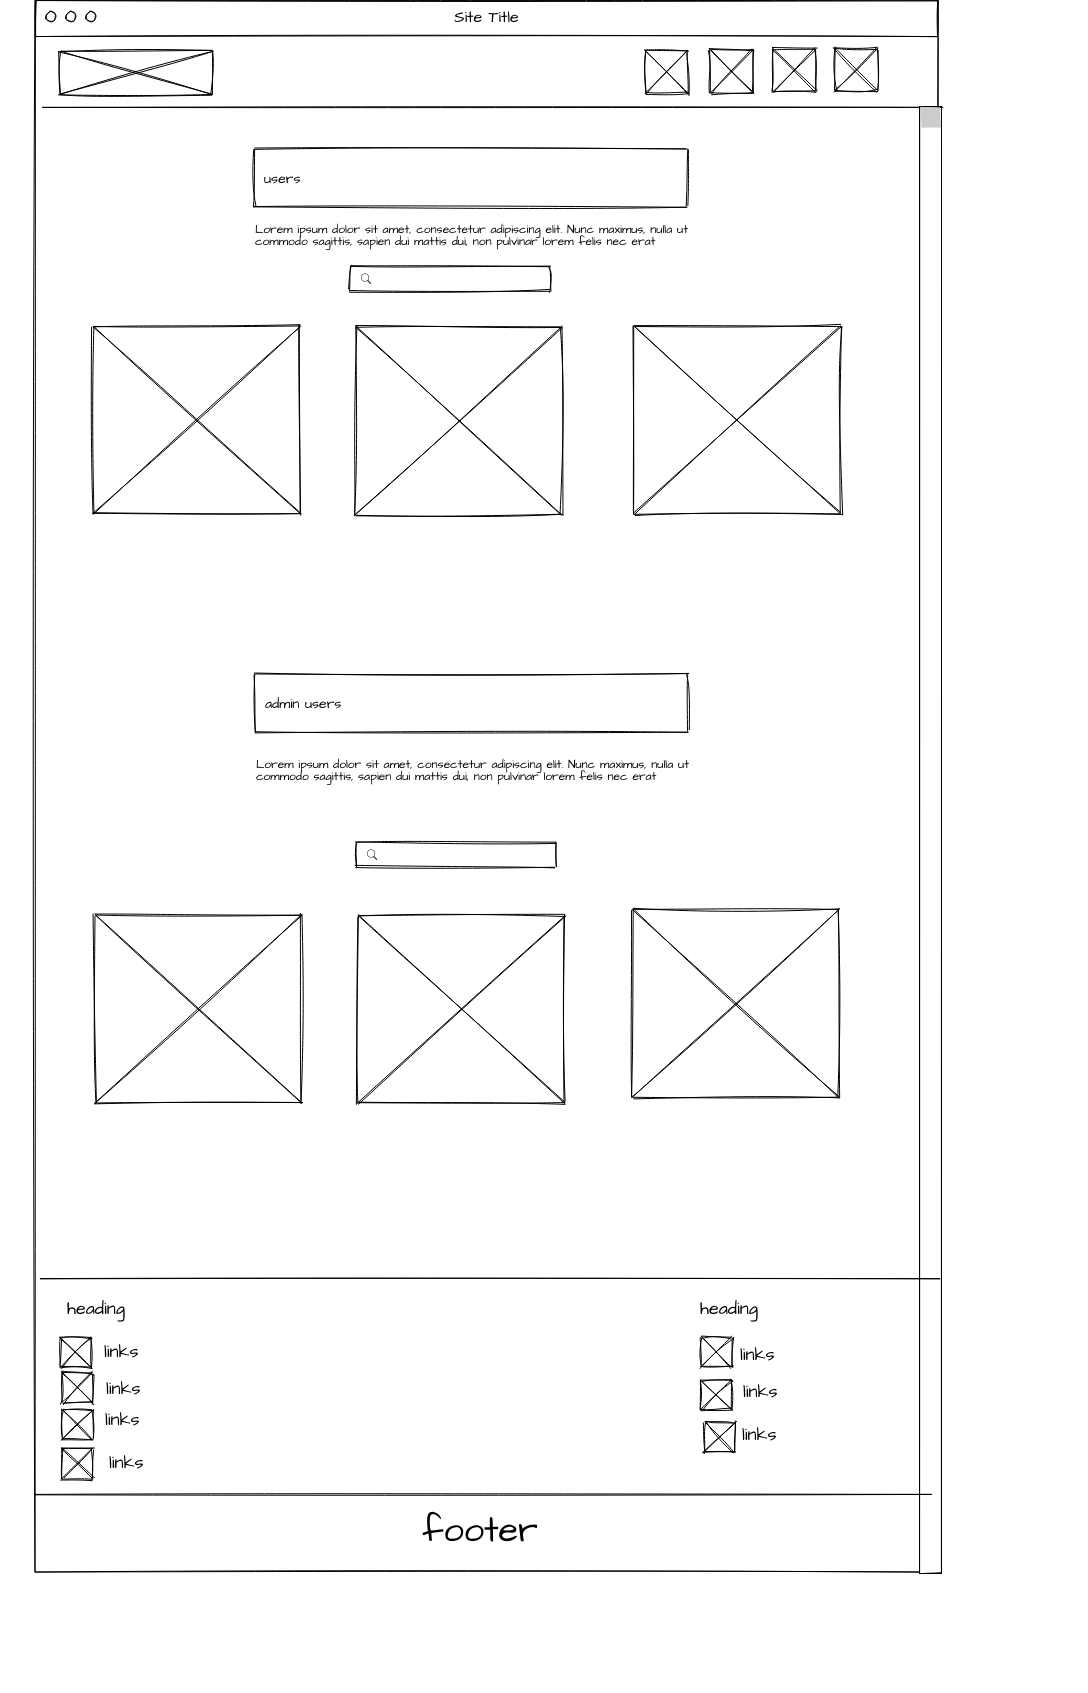 Site Title
users
Lorem ipsum dolor sit amet, consectetur adipiscing elit. Nunc maximus, nulla ut
commodo sagittis, sapien dui mattis dui, non pulvinar lorem felis nec erat
admin users
Lorem ipsum dolor sit amet, consectetur adipiscing elit. Nunc maximus, nulla ut
commodo sagittis, sapien dui mattis dui, non pulvinar lorem felis nec erat
heading
links
links
links
links
heading
links
links
links
footer